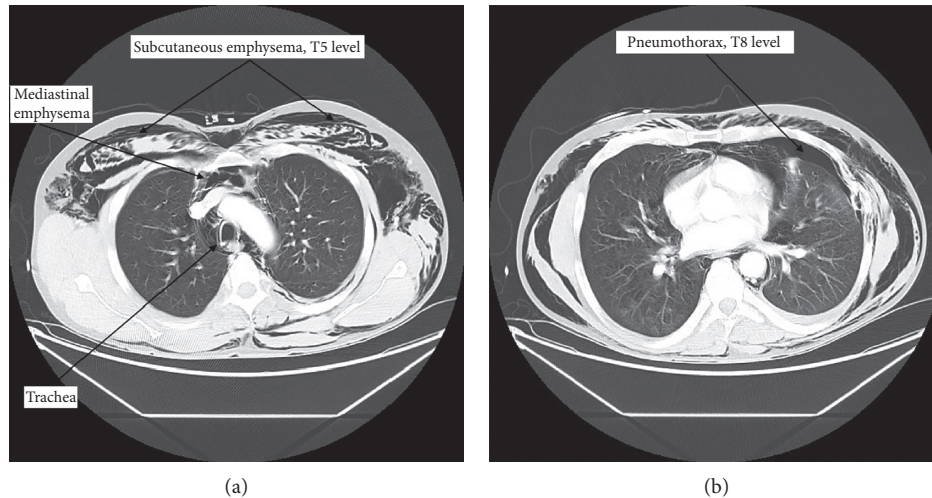 Subcutaneous emphysema, T5 level
Mediastinal
emphysema
Trachea
Pneumothorax, T8 level
(a)
(b)